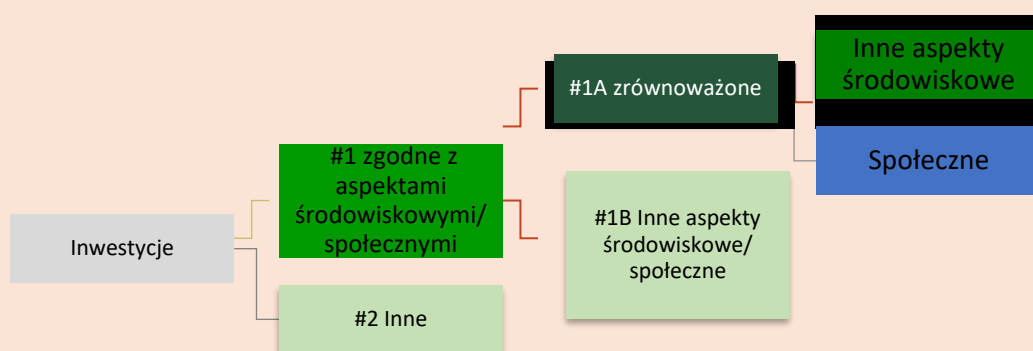 Inwestycje
#1 zgodne z
aspektami
środowiskowymi/
społecznymi
#2 Inne
#1A zrównoważone
#1B Inne aspekty
środowiskowe/
społeczne
Inne aspekty
środowiskowe
Społeczne